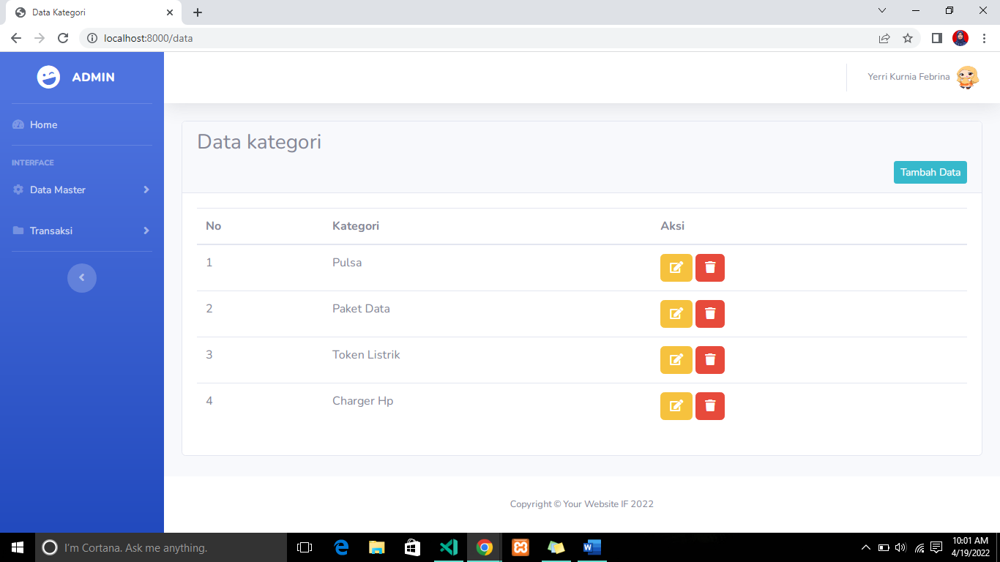 Data Kategori
localhost:8000/data
ADMIN
Yerri Kurnia Febrina
Home
INTERFACE
Data Master
Transaksi
Data kategori
Tambah Data
No Kategori Aksi
1 Pulsa
2 Paket Data
3 Token Listrik
4 Charger Hp
Copyright © Your Website IF 2022
I'm Cortana. Ask me anything.
10:01 AM
4/19/2022